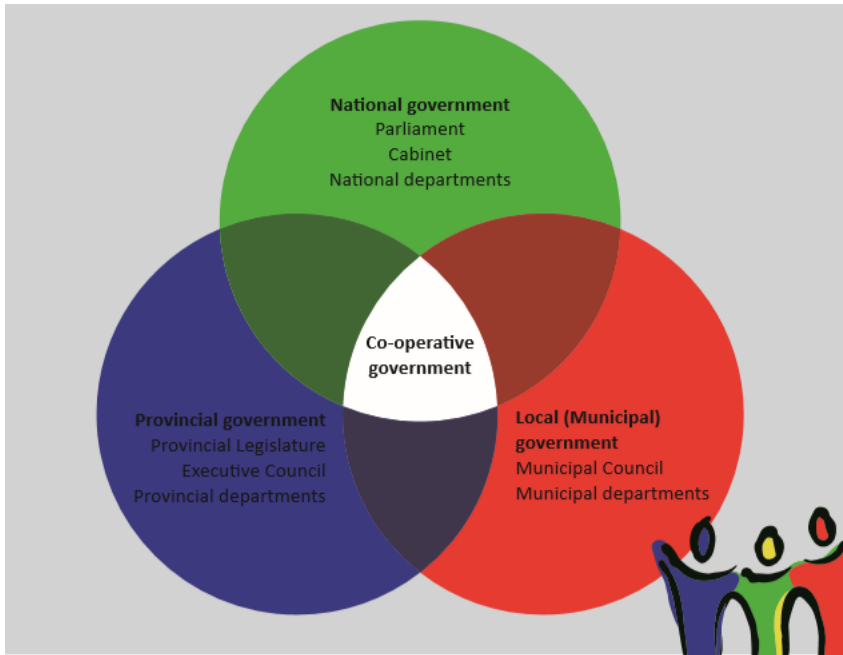 National government
Parliament
Cabinet
National departments
Co-operative
government
Provincial government
Provincial Legislature
Executive Council
Provincial departments
Local (Municipal)
government
Municipal Council
Municipal departments